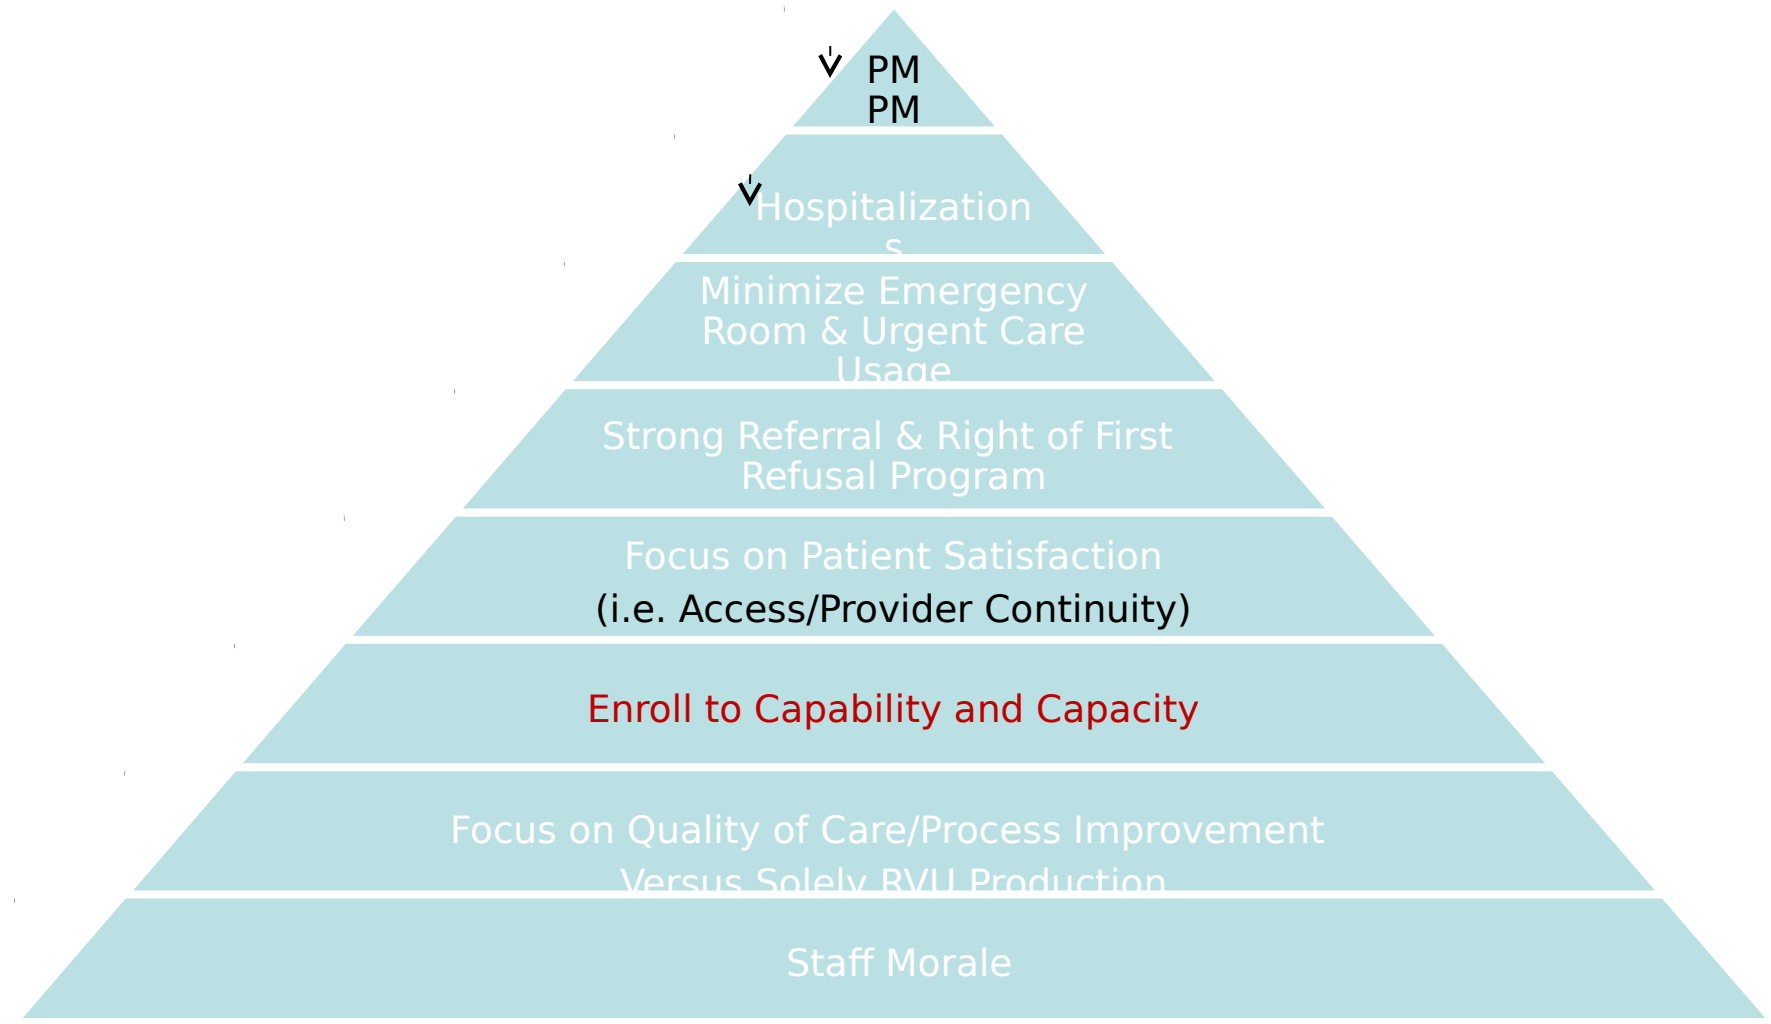 PM
PM
Hospitalization
s
Minimize Emergency
Room & Urgent Care
Usage
Strong Referral & Right of First
Refusal Program
Focus on Patient Satisfaction
(i.e. Access/Provider Continuity)
Enroll to Capability and Capacity
Focus on Quality of Care/Process Improvement
Versus Solely RVU Production
Staff Morale